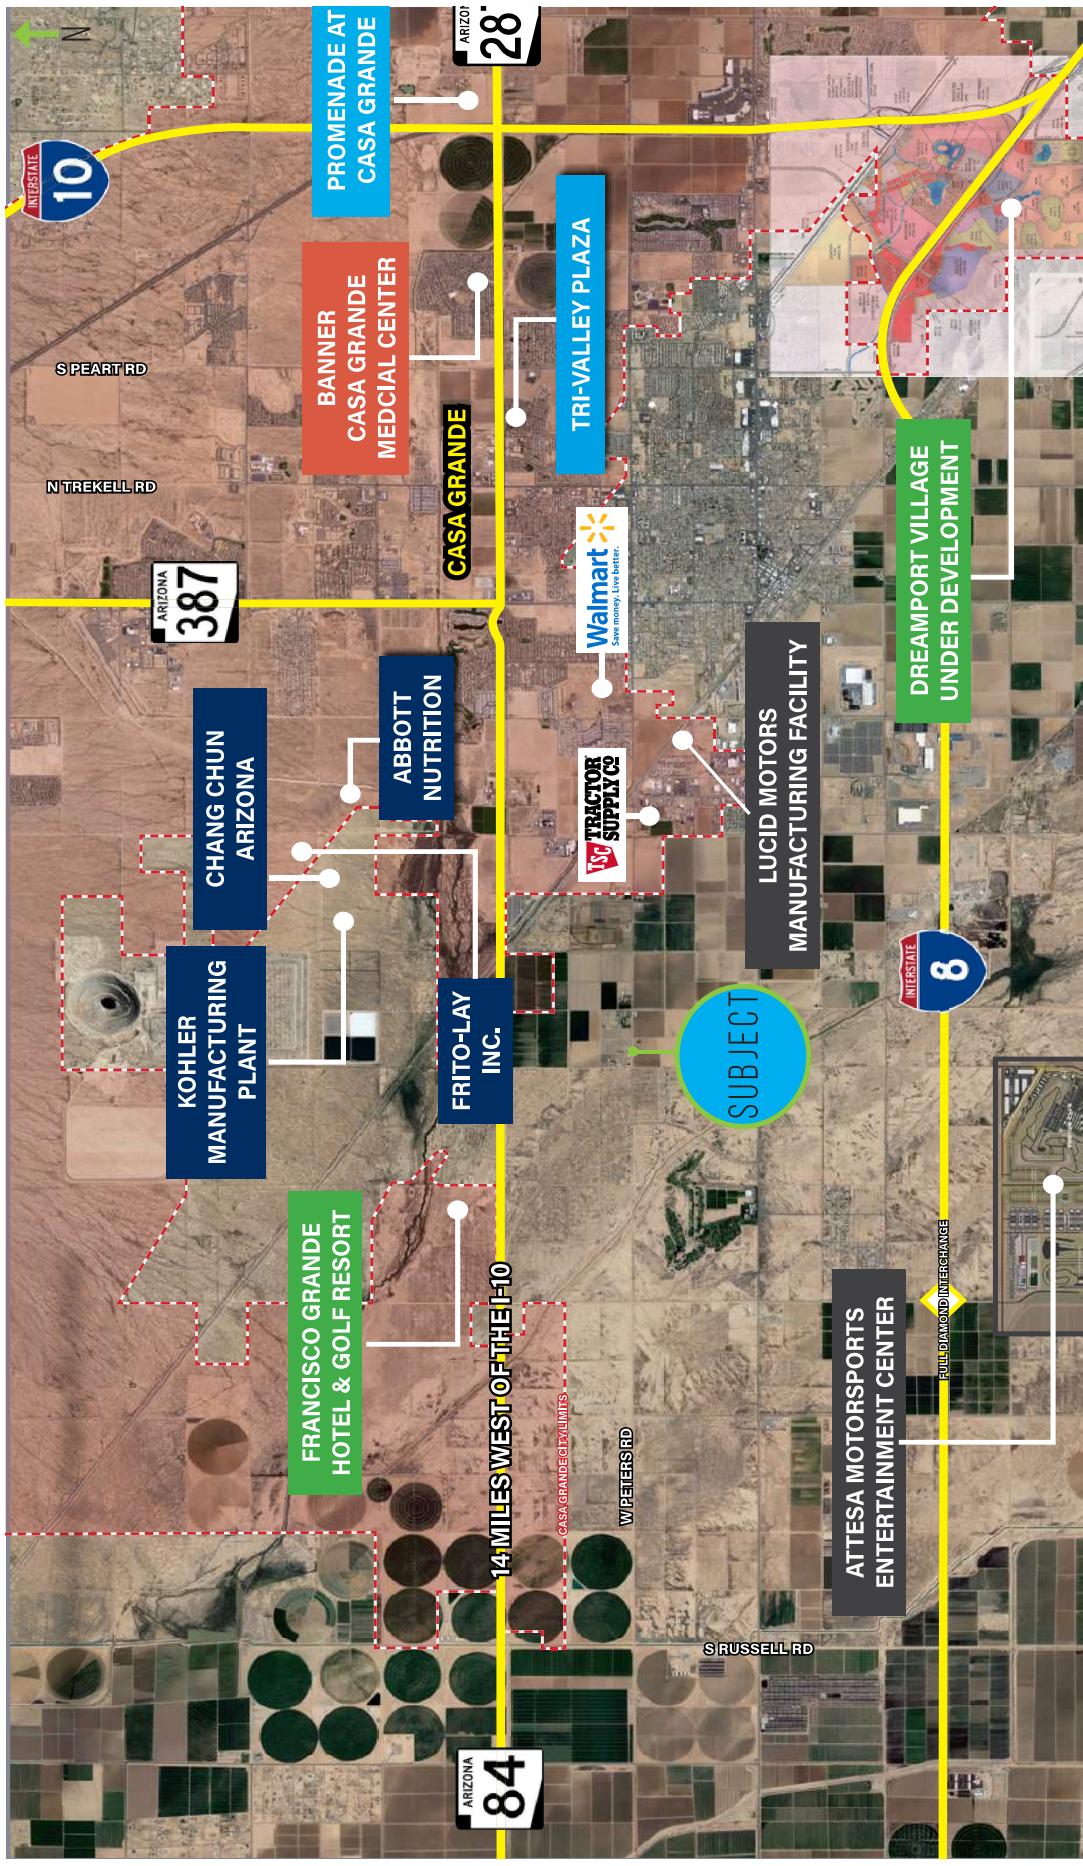 N
INTERSTATE
10
PROMENADE AT
CASA GRANDE
ARIZON
28
BANNER
CASA GRANDE
MEDCIAL CENTER
TRI-VALLEY PLAZA
S PEART RD
N TREKELL RD
CASA GRANDE
ARIZONA
387
Walmart
Save money. Live better.
DREAMPORT VILLAGE
UNDER DEVELOPMENT
ABBOTT
NUTRITION
CHANG CHUN
ARIZONA
TSC TRACTOR
SUPPLY CO
LUCID MOTORS
MANUFACTURING FACILITY
KOHLER
MANUFACTURING
PLANT
FRITO-LAY
INC.
SUBJECT
INTERSTATE
8
FRANCISCO GRANDE
HOTEL & GOLF RESORT
14 MILES WEST OF THE I-10
CASA GRANDE CITY LIMITS
W PETERS RD
FULL DIAMOND INTERCHANGE
ATTESA MOTORSPORTS
ENTERTAINMENT CENTER
S RUSSELL RD
ARIZONA
84